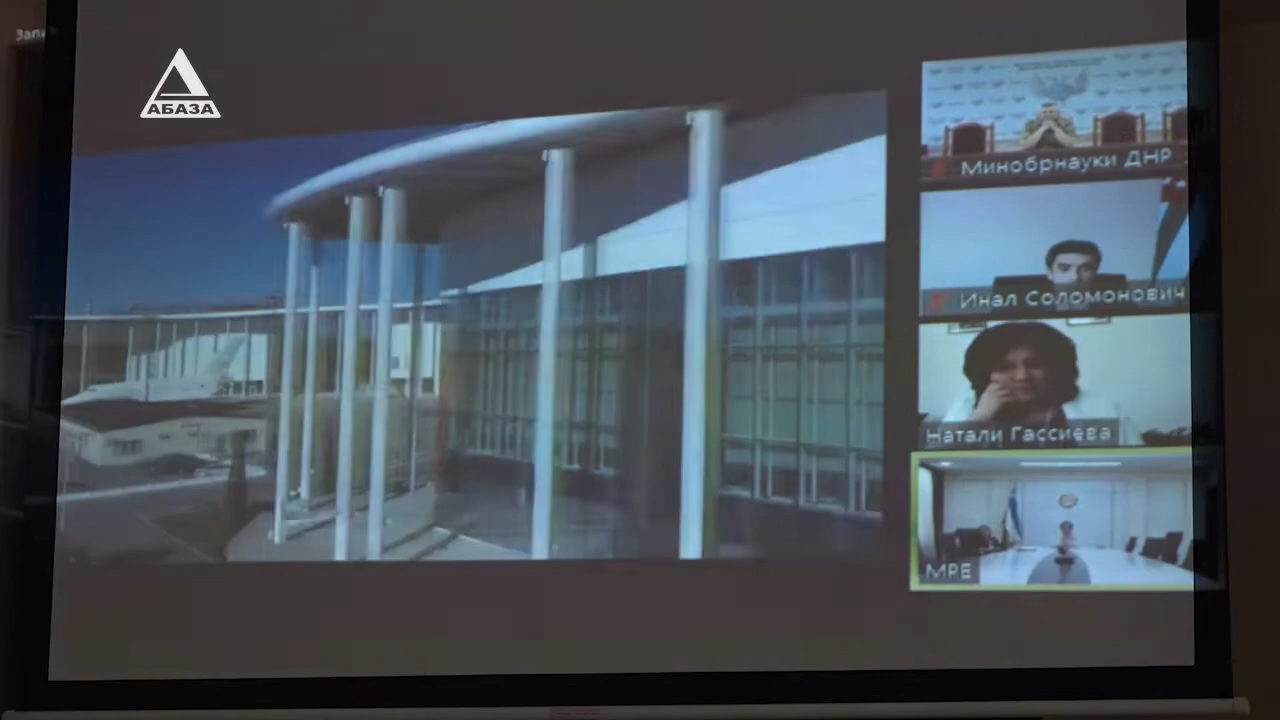 АБАЗА
Минобрнауки ДНР
Инал Соломонович
Натали Гассиева
МРЕ